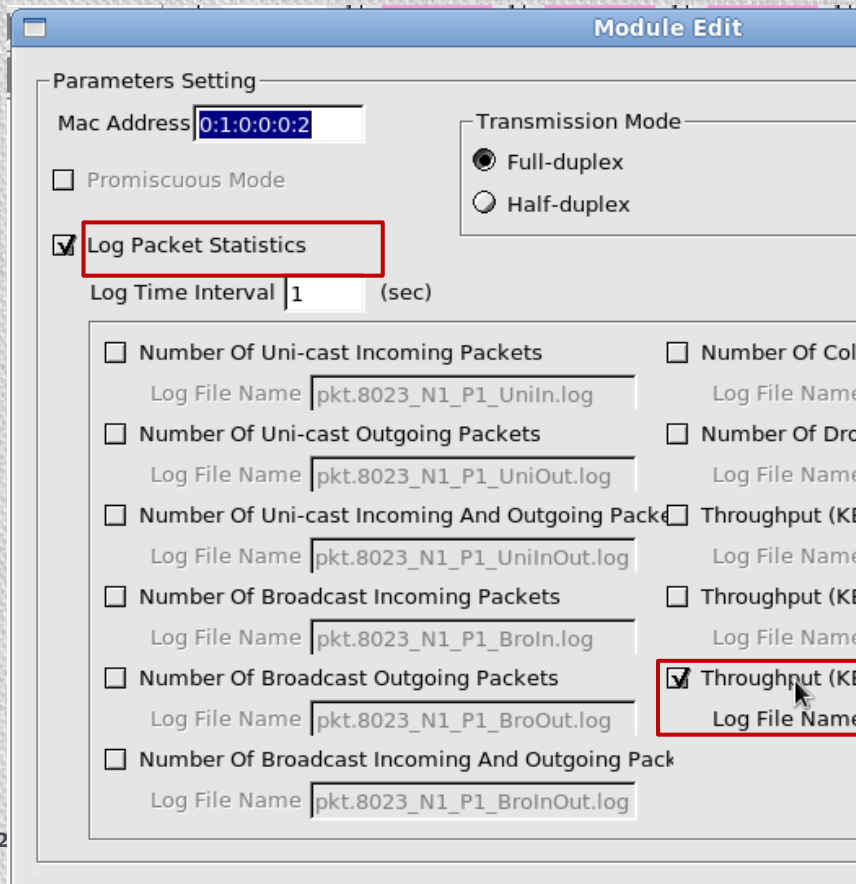 Module Edit
Parameters Setting
Mac Address 0:1:0:0:0:2
Transmission Mode
Full-duplex
Promiscuous Mode
Half-duplex
Log Packet Statistics
Log Time Interval 1 (sec)
Number Of Uni-cast Incoming Packets Number Of Col
Log File Name pkt.8023_N1_P1_UniIn.log Log File Name
Number Of Uni-cast Outgoing Packets Number Of Dro
Log File Name pkt.8023_N1_P1_UniOut.log Log File Name
Number Of Uni-cast Incoming And Outgoing Packe Throughput (KB
Log File Name pkt.8023_N1_P1_UniInOut.log Log File Name
Number Of Broadcast Incoming Packets Throughput (KB
Log File Name pkt.8023_N1_P1_BroIn.log Log File Name
Number Of Broadcast Outgoing Packets Throughput (KB
Log File Name pkt.8023_N1_P1_BroOut.log Log File Name
Number Of Broadcast Incoming And Outgoing Pack
Log File Name pkt.8023_N1_P1_BroInOut.log
2